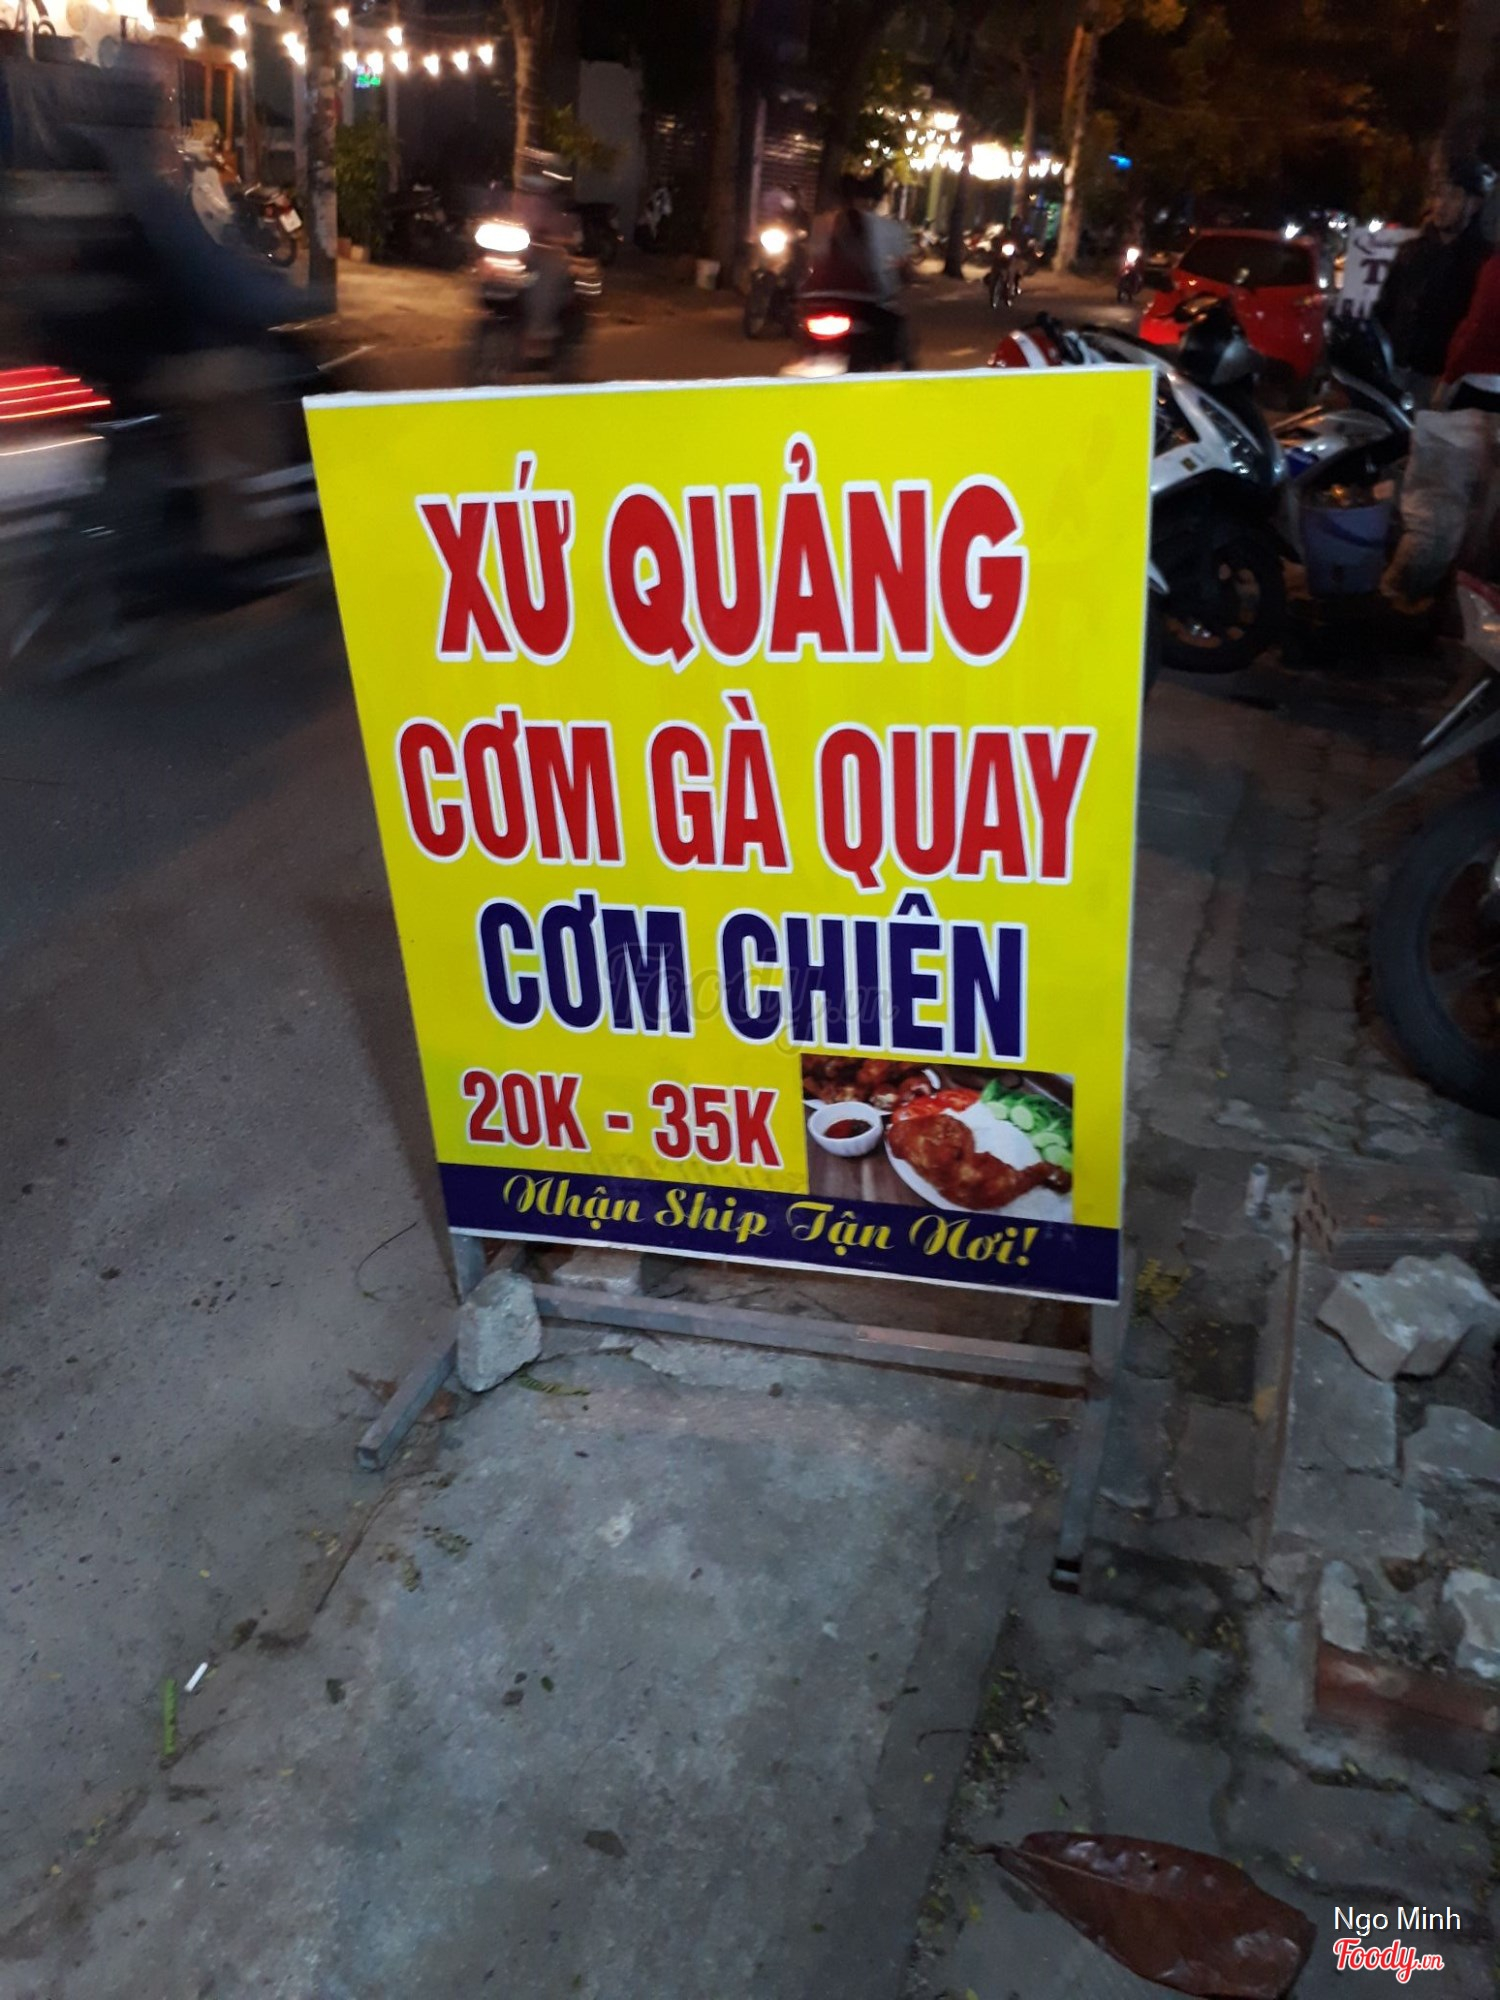 XỨ QUẢNG
CƠM GÀ QUAY
CƠM CHIÊN
20K - 35K
Nhận Ship Tận Nơi!
Foody.vn
Ngo Minh
Foody.vn